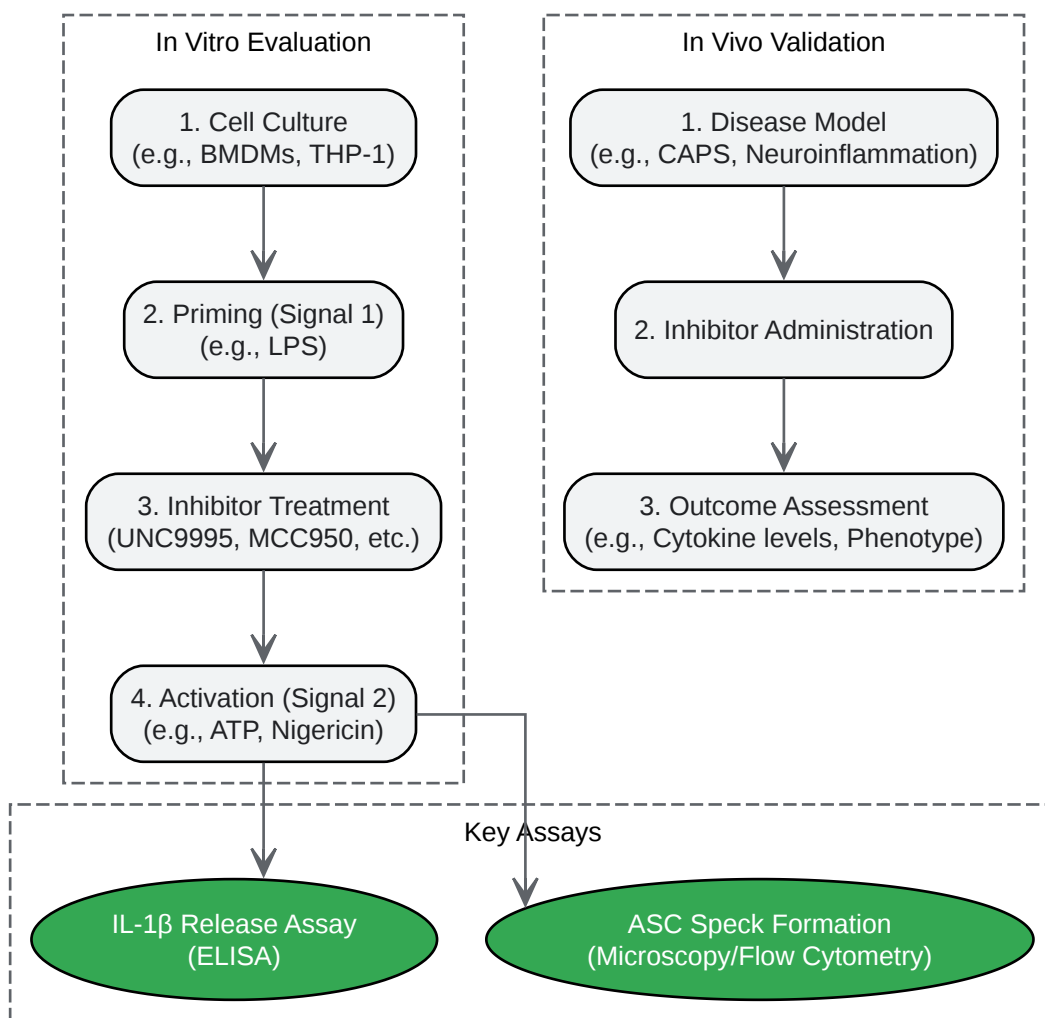 In Vitro Evaluation
1. Cell Culture
(e.g., BMDMs, THP-1)
2. Priming (Signal 1)
(e.g., LPS)
3. Inhibitor Treatment
(UNC9995, MCC950, etc.)
4. Activation (Signal 2)
(e.g., ATP, Nigericin)
In Vivo Validation
1. Disease Model
(e.g., CAPS, Neuroinflammation)
2. Inhibitor Administration
3. Outcome Assessment
(e.g., Cytokine levels, Phenotype)
Key Assays
IL-1β Release Assay
(ELISA)
ASC Speck Formation
(Microscopy/Flow Cytometry)